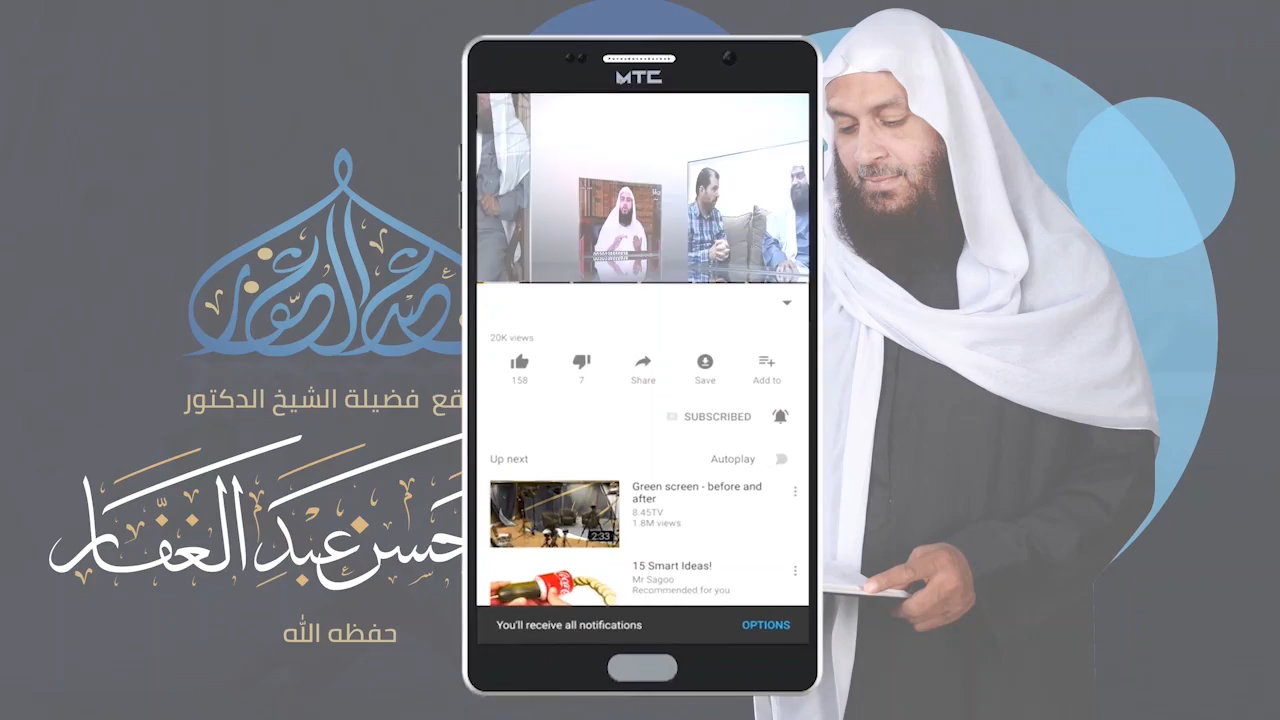 قع فضيلة الشيخ الدكتور
حسن عبد الغفار
حفظه الله
MTC
20K views
158
7
Share
Save
Add to
SUBSCRIBED
Up next
Autoplay
Green screen - before and
after
8:45TV
1.8M views
2:33
15 Smart Ideas!
Mr Sagoo
Recommended for you
You'll receive all notifications
OPTIONS